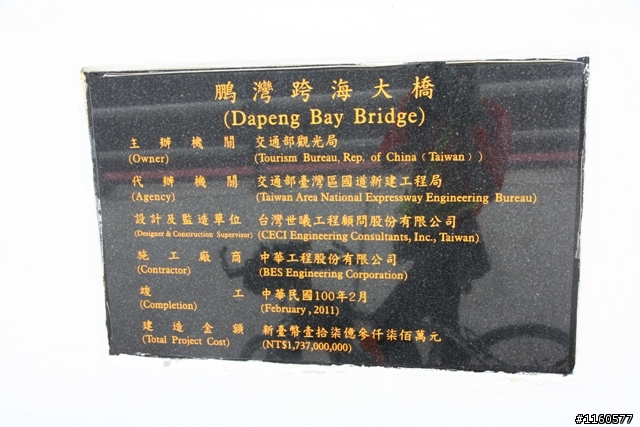 鵬灣跨海大橋
(Dapeng Bay Bridge)
主辦機關 交通部觀光局
(Owner) (Tourism Bureau, Rep. of China (Taiwan))
代辦機關 交通部臺灣區國道新建工程局
(Agency) (Taiwan Area National Expressway Engineering Bureau)
設計及監造單位 台灣世曦工程顧問股份有限公司
(Designer & Construction Supervisor) (CECI Engineering Consultants, Inc., Taiwan)
施工廠商 中華工程股份有限公司
(Contractor) (BES Engineering Corporation)
竣工 中華民國100年2月
(Completion) (February , 2011)
建造金額 新臺幣壹拾柒億參仟柒佰萬元
(Total Project Cost) (NT$1,737,000,000)
#1160577